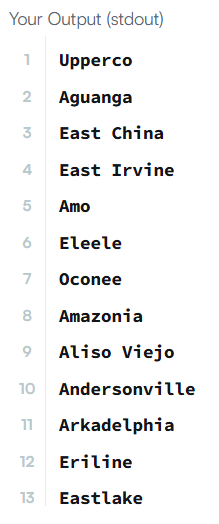 Your Output (stdout)
1 Upperco
2 Aguanga
3 East China
4 East Irvine
5 Amo
6 Eleele
7 Oconee
8 Amazonia
9 Aliso Viejo
10 Andersonville
11 Arkadelphia
12 Eriline
13 Eastlake